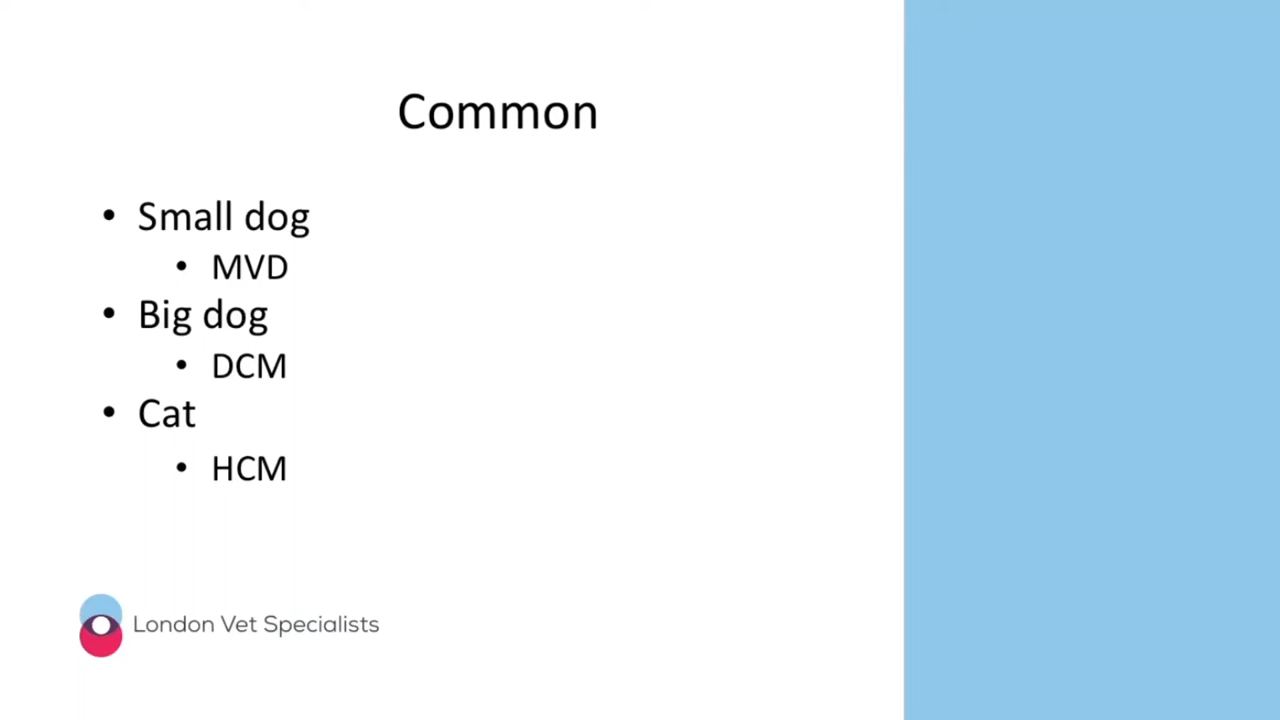 Common
• Small dog
• MVD
• Big dog
• DCM
• Cat
• HCM
London Vet Specialists